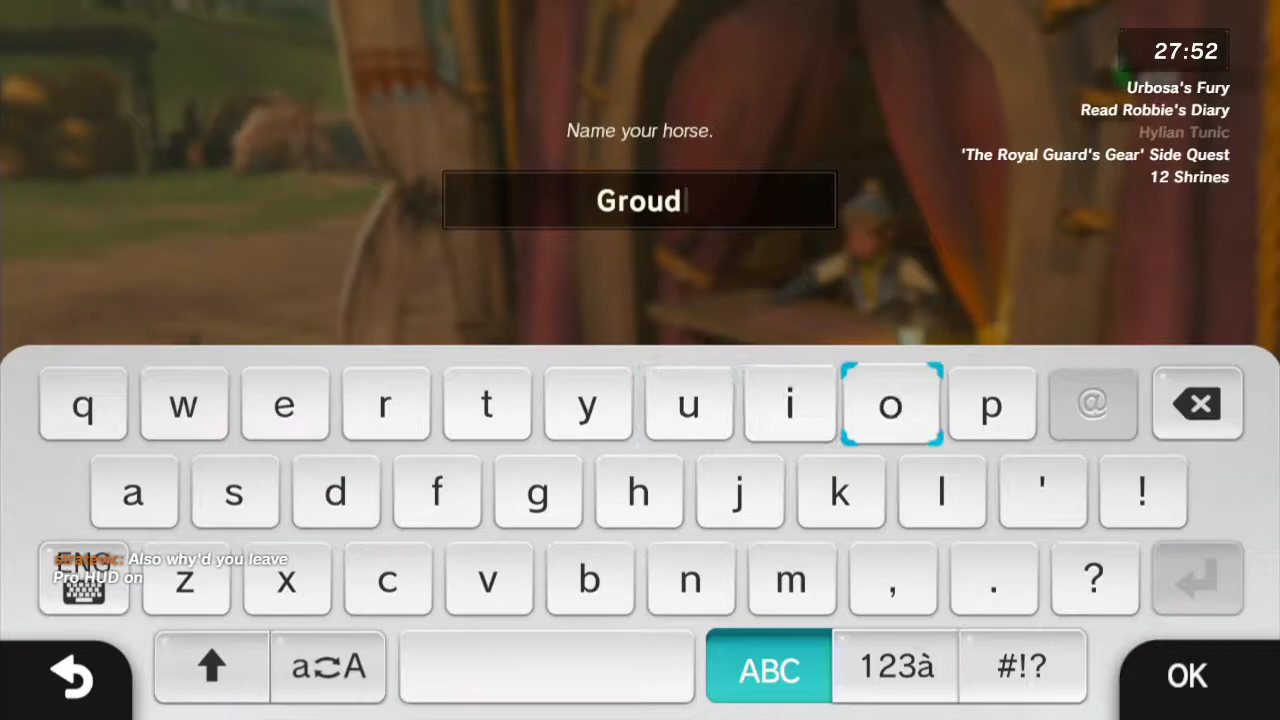 27:52
Urbosa's Fury
Read Robbie's Diary
Hylian Tunic
'The Royal Guard's Gear' Side Quest
12 Shrines
Name your horse.
Groud
q w e r t y u i o p @
a s d f g h j k l ' !
ENG z x c v b n m , . ?
Also why'd you leave
Pro HUD on
a A ABC 123à #!?
OK